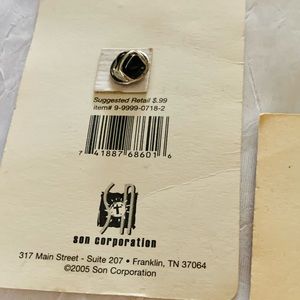 Suggested Retail $.99
item# 9-9999-0718-2
7 41887 68601 6
son
son corporation
317 Main Street - Suite 207 • Franklin, TN 37064
©2005 Son Corporation